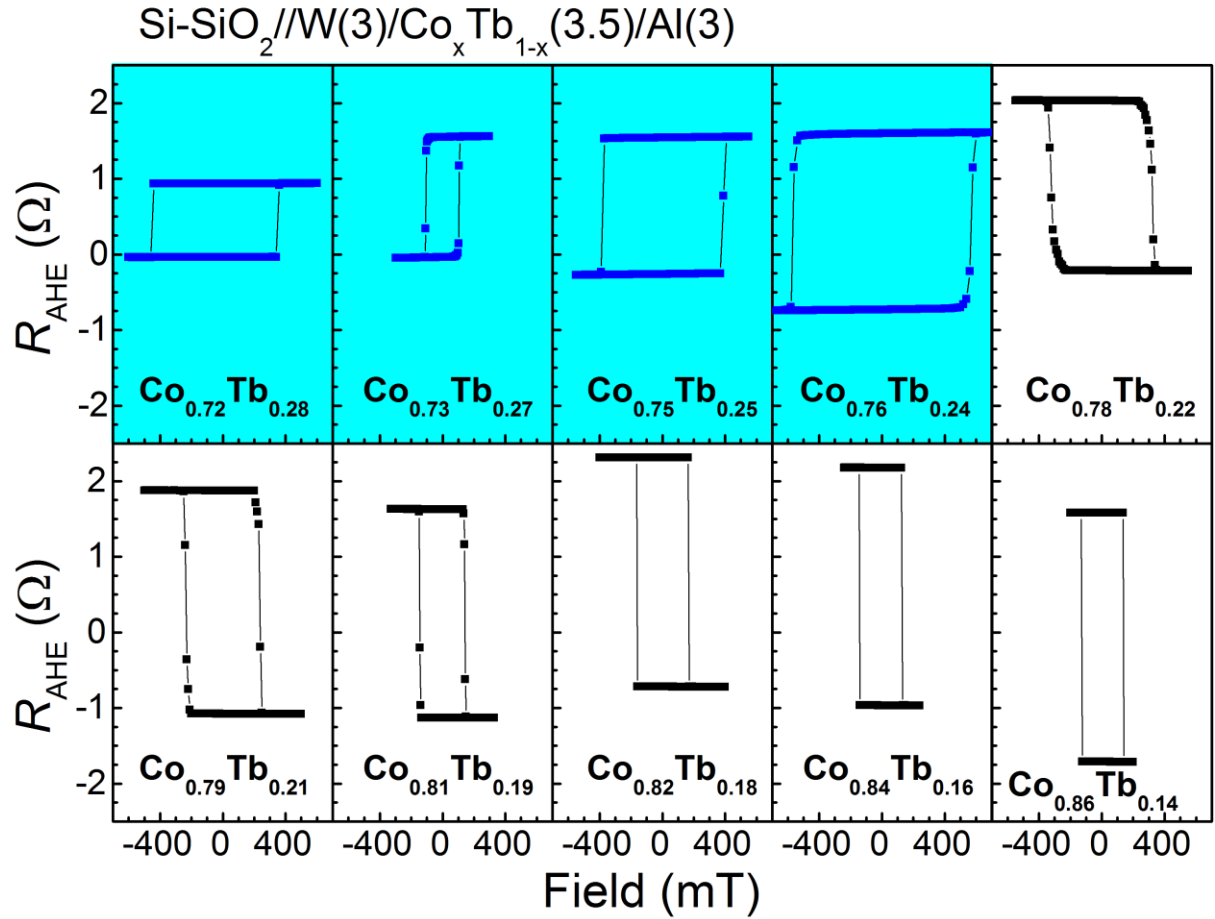 Si-SiO₂//W(3)/CoₓTb₁₋ₓ(3.5)/Al(3)
R_AHE (Ω)
2
1
0
-1
-2
Co₀.₇₂Tb₀.₂₈
Co₀.₇₃Tb₀.₂₇
Co₀.₇₅Tb₀.₂₅
Co₀.₇₆Tb₀.₂₄
Co₀.₇₈Tb₀.₂₂
R_AHE (Ω)
2
1
0
-1
-2
Co₀.₇₉Tb₀.₂₁
Co₀.₈₁Tb₀.₁₉
Co₀.₈₂Tb₀.₁₈
Co₀.₈₄Tb₀.₁₆
Co₀.₈₆Tb₀.₁₄
-400 0 400 -400 0 400 -400 0 400 -400 0 400 -400 0 400
Field (mT)